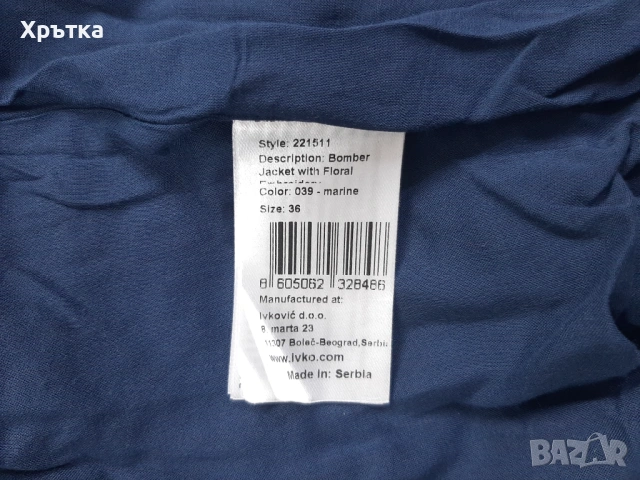 Хрътка
Style: 221511
Description: Bomber
Jacket with Floral
Embroidery
Color: 039 - marine
Size: 36
8 605062 328486
Manufactured at:
Ivković d.o.o.
8. marta 23
11307 Boleč-Beograd,Serbia
www.ivko.com
Made in: Serbia
BAZAR